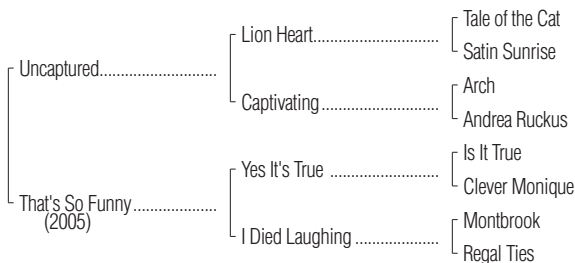 Tale of the Cat
Lion Heart
Satin Sunrise
Uncaptured
Arch
Captivating
Andrea Ruckus
Is It True
Yes It's True
Clever Monique
That's So Funny
(2005)
Montbrook
I Died Laughing
Regal Ties